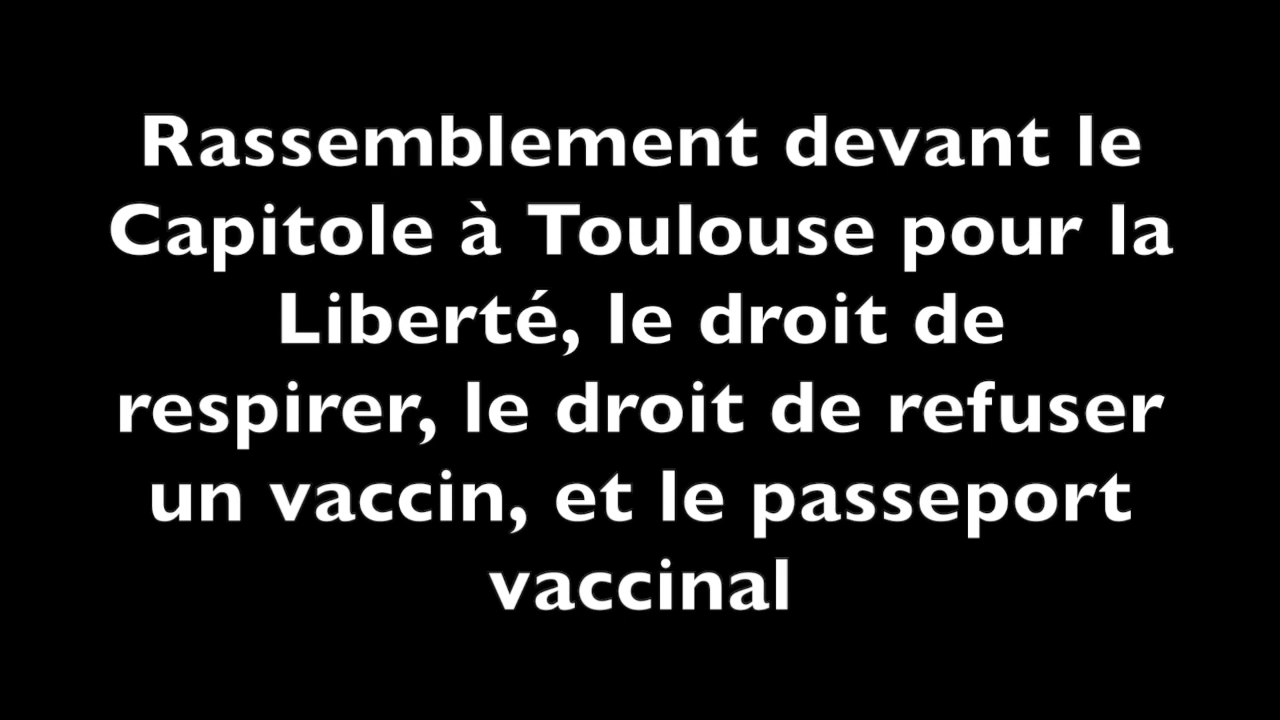 Rassemblement devant le
Capitole à Toulouse pour la
Liberté, le droit de
respirer, le droit de refuser
un vaccin, et le passeport
vaccinal